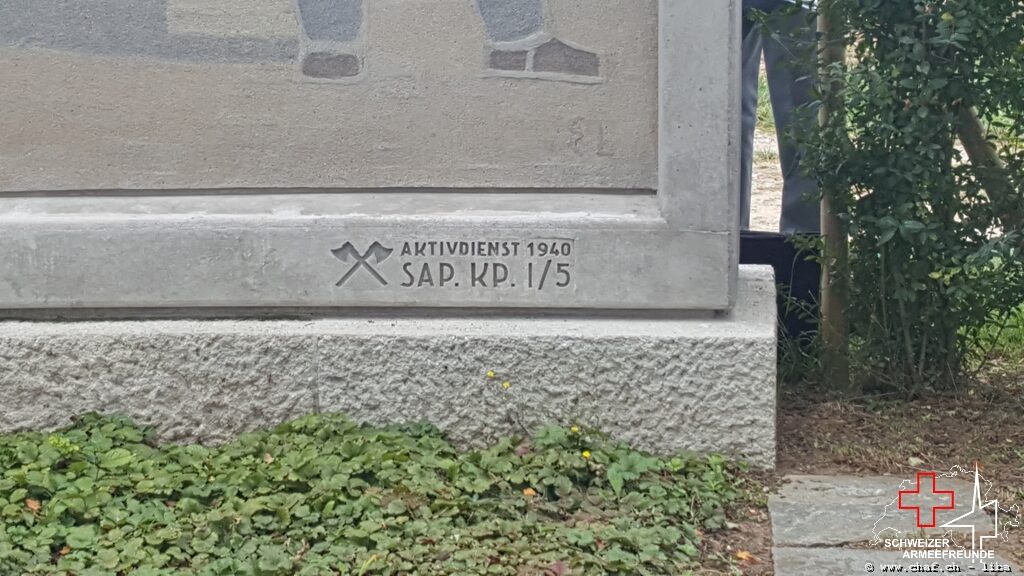 AKTIVDIENST 1940
SAP. KP. I/5
SCHWEIZER
ARMEEFREUNDE
© www.chaf.ch - liba